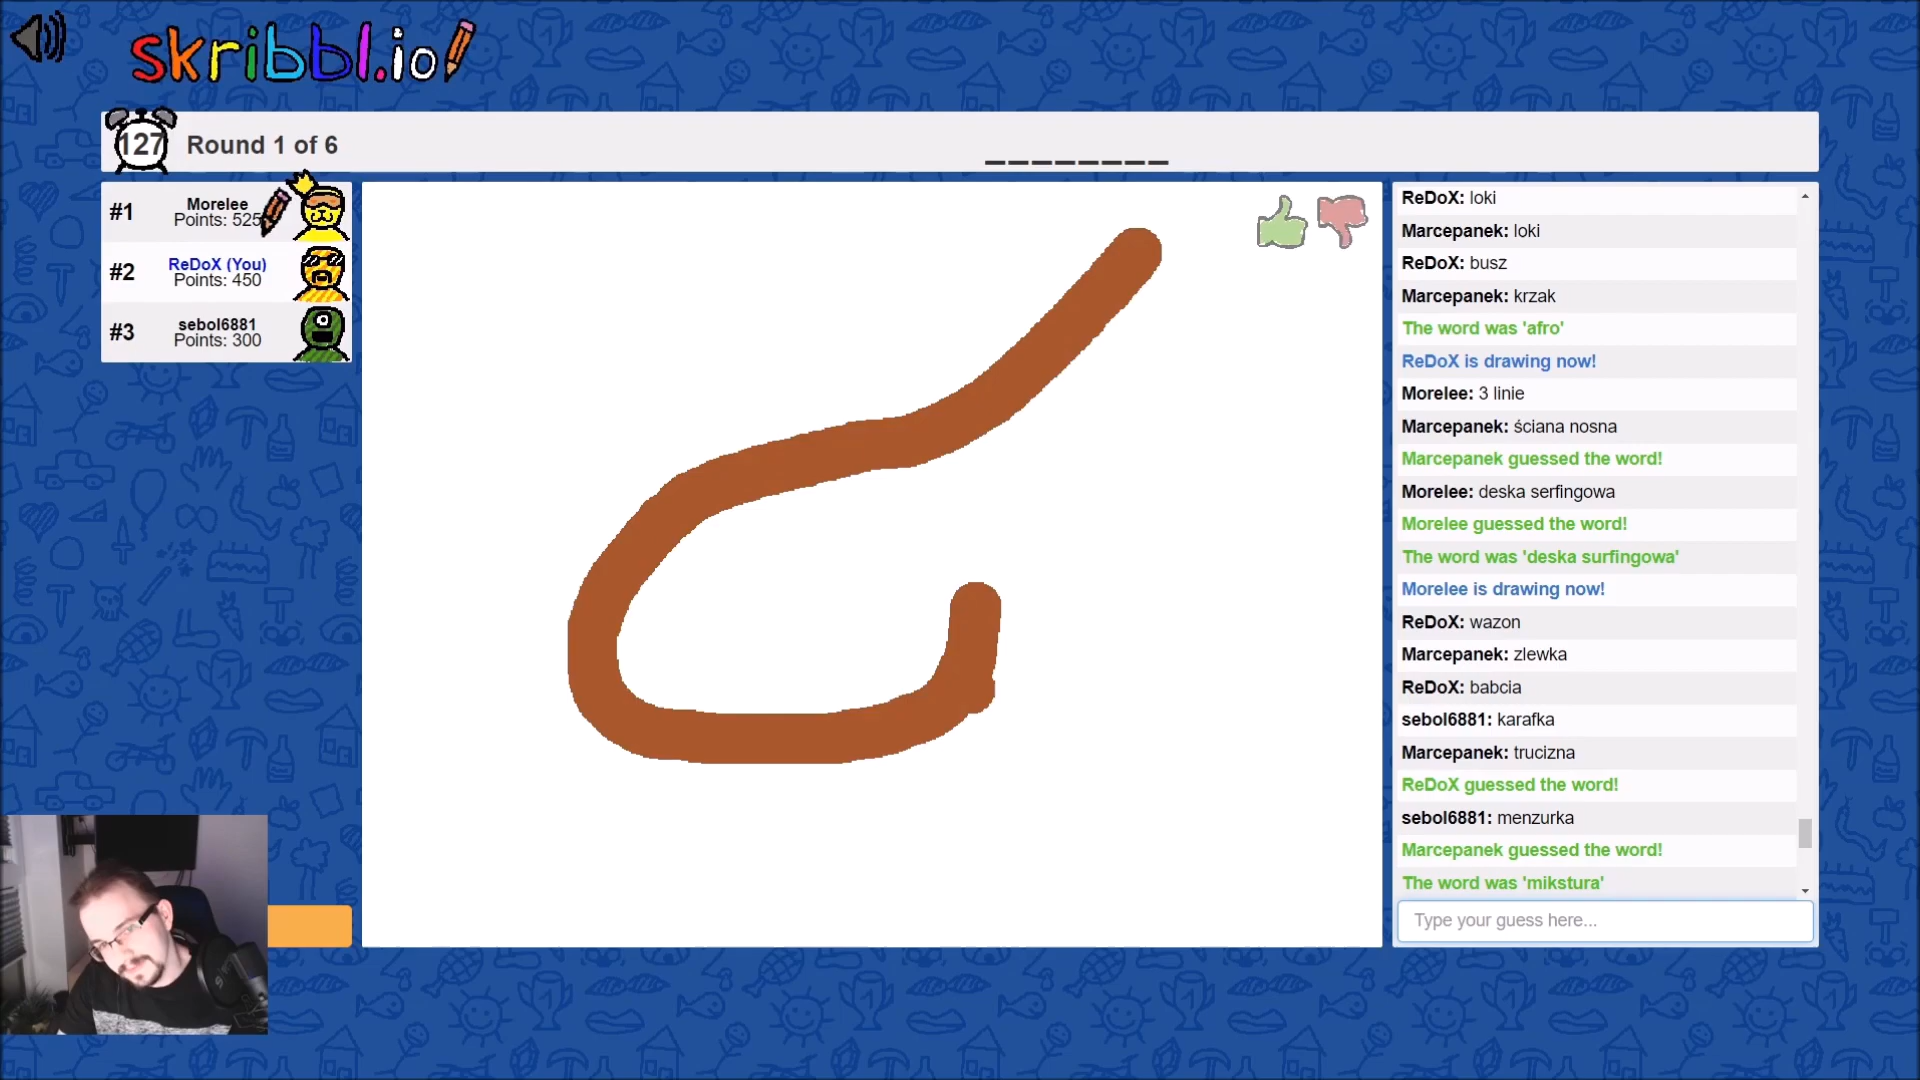 skribbl.io
127
Round 1 of 6
________
#1
Morelee
Points: 525
#2
ReDoX (You)
Points: 450
#3
sebol6881
Points: 300
ReDoX: loki
Marcepanek: loki
ReDoX: busz
Marcepanek: krzak
The word was 'afro'
ReDoX is drawing now!
Morelee: 3 linie
Marcepanek: ściana nosna
Marcepanek guessed the word!
Morelee: deska serfingowa
Morelee guessed the word!
The word was 'deska surfingowa'
Morelee is drawing now!
ReDoX: wazon
Marcepanek: zlewka
ReDoX: babcia
sebol6881: karafka
Marcepanek: trucizna
ReDoX guessed the word!
sebol6881: menzurka
Marcepanek guessed the word!
The word was 'mikstura'
Type your guess here...